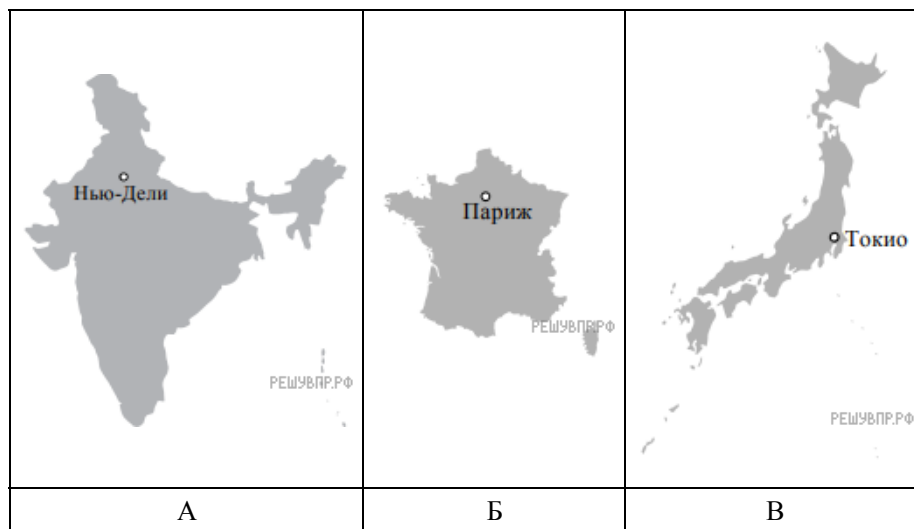 Нью-Дели
РЕШУВПР.РФ
Париж
РЕШУВПР.РФ
Токио
РЕШУВПР.РФ
А
Б
В